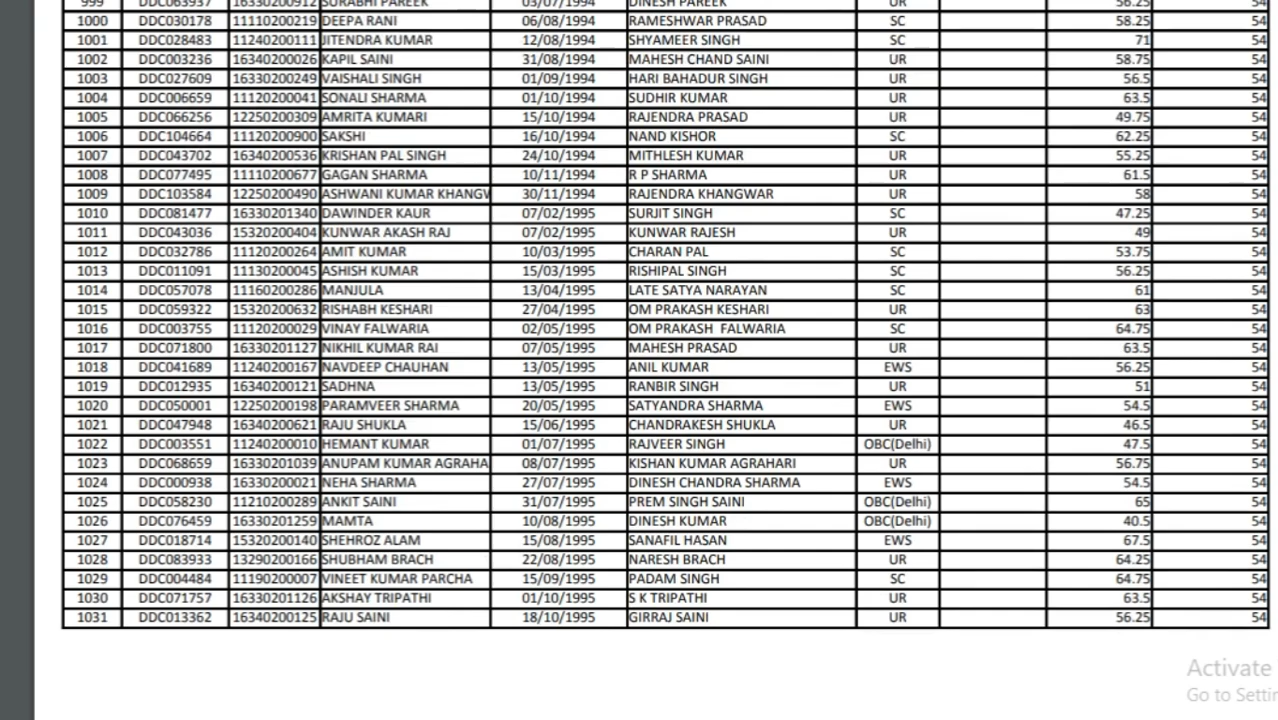 999 DDC063937 16330200912 SURABHI PAREEK 03/07/1994 DINESH PAREEK UR 56.25 54
1000 DDC030178 11110200219 DEEPA RANI 06/08/1994 RAMESHWAR PRASAD SC 58.25 54
1001 DDC028483 11240200111 JITENDRA KUMAR 12/08/1994 SHYAMEER SINGH SC 71 54
1002 DDC003236 16340200026 KAPIL SAINI 31/08/1994 MAHESH CHAND SAINI UR 58.75 54
1003 DDC027609 16330200249 VAISHALI SINGH 01/09/1994 HARI BAHADUR SINGH UR 56.5 54
1004 DDC006659 11120200041 SONALI SHARMA 01/10/1994 SUDHIR KUMAR UR 63.5 54
1005 DDC066256 12250200309 AMRITA KUMARI 15/10/1994 RAJENDRA PRASAD UR 49.75 54
1006 DDC104664 11120200900 SAKSHI 16/10/1994 NAND KISHOR SC 62.25 54
1007 DDC043702 16340200536 KRISHAN PAL SINGH 24/10/1994 MITHLESH KUMAR UR 55.25 54
1008 DDC077495 11110200677 GAGAN SHARMA 10/11/1994 R P SHARMA UR 61.5 54
1009 DDC103584 12250200490 ASHWANI KUMAR KHANGW 30/11/1994 RAJENDRA KHANGWAR UR 58 54
1010 DDC081477 16330201340 DAWINDER KAUR 07/02/1995 SURJIT SINGH SC 47.25 54
1011 DDC043036 15320200404 KUNWAR AKASH RAJ 07/02/1995 KUNWAR RAJESH UR 49 54
1012 DDC032786 11120200264 AMIT KUMAR 10/03/1995 CHARAN PAL SC 53.75 54
1013 DDC011091 11130200045 ASHISH KUMAR 15/03/1995 RISHIPAL SINGH SC 56.25 54
1014 DDC057078 11160200286 MANJULA 13/04/1995 LATE SATYA NARAYAN SC 61 54
1015 DDC059322 15320200632 RISHABH KESHARI 27/04/1995 OM PRAKASH KESHARI UR 63 54
1016 DDC003755 11120200029 VINAY FALWARIA 02/05/1995 OM PRAKASH FALWARIA SC 64.75 54
1017 DDC071800 16330201127 NIKHIL KUMAR RAI 07/05/1995 MAHESH PRASAD UR 63.5 54
1018 DDC041689 11240200167 NAVDEEP CHAUHAN 13/05/1995 ANIL KUMAR EWS 56.25 54
1019 DDC012935 16340200121 SADHNA 13/05/1995 RANBIR SINGH UR 51 54
1020 DDC050001 12250200198 PARAMVEER SHARMA 20/05/1995 SATYANDRA SHARMA EWS 54.5 54
1021 DDC047948 16340200621 RAJU SHUKLA 15/06/1995 CHANDRAKESH SHUKLA UR 46.5 54
1022 DDC003551 11240200010 HEMANT KUMAR 01/07/1995 RAJVEER SINGH OBC(Delhi) 47.5 54
1023 DDC068659 16330201039 ANUPAM KUMAR AGRAHA 08/07/1995 KISHAN KUMAR AGRAHARI UR 56.75 54
1024 DDC000938 16330200021 NEHA SHARMA 27/07/1995 DINESH CHANDRA SHARMA EWS 54.5 54
1025 DDC058230 11210200289 ANKIT SAINI 31/07/1995 PREM SINGH SAINI OBC(Delhi) 65 54
1026 DDC076459 16330201259 MAMTA 10/08/1995 DINESH KUMAR OBC(Delhi) 40.5 54
1027 DDC018714 15320200140 SHEHROZ ALAM 15/08/1995 SANAFIL HASAN EWS 67.5 54
1028 DDC083933 13290200166 SHUBHAM BRACH 22/08/1995 NARESH BRACH UR 64.25 54
1029 DDC004484 11190200007 VINEET KUMAR PARCHA 15/09/1995 PADAM SINGH SC 64.75 54
1030 DDC071757 16330201126 AKSHAY TRIPATHI 01/10/1995 S K TRIPATHI UR 63.5 54
1031 DDC013362 16340200125 RAJU SAINI 18/10/1995 GIRRAJ SAINI UR 56.25 54
Activate
Go to Settin